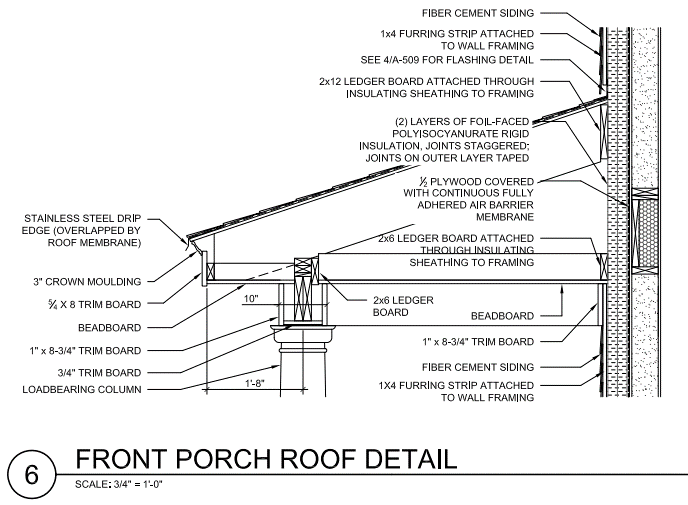 FIBER CEMENT SIDING
1x4 FURRING STRIP ATTACHED
TO WALL FRAMING
SEE 4/A-509 FOR FLASHING DETAIL
2x12 LEDGER BOARD ATTACHED THROUGH
INSULATING SHEATHING TO FRAMING
(2) LAYERS OF FOIL-FACED
POLYISOCYANURATE RIGID
INSULATION, JOINTS STAGGERED;
JOINTS ON OUTER LAYER TAPED
½ PLYWOOD COVERED
WITH CONTINUOUS FULLY
ADHERED AIR BARRIER
MEMBRANE
2x6 LEDGER BOARD ATTACHED
THROUGH INSULATING
SHEATHING TO FRAMING
STAINLESS STEEL DRIP
EDGE (OVERLAPPED BY
ROOF MEMBRANE)
3" CROWN MOULDING
5/4 X 8 TRIM BOARD
BEADBOARD
1" x 8-3/4" TRIM BOARD
3/4" TRIM BOARD
LOADBEARING COLUMN
10"
1'-8"
2x6 LEDGER
BOARD
BEADBOARD
1" x 8-3/4" TRIM BOARD
FIBER CEMENT SIDING
1X4 FURRING STRIP ATTACHED
TO WALL FRAMING
6
FRONT PORCH ROOF DETAIL
SCALE: 3/4" = 1'-0"